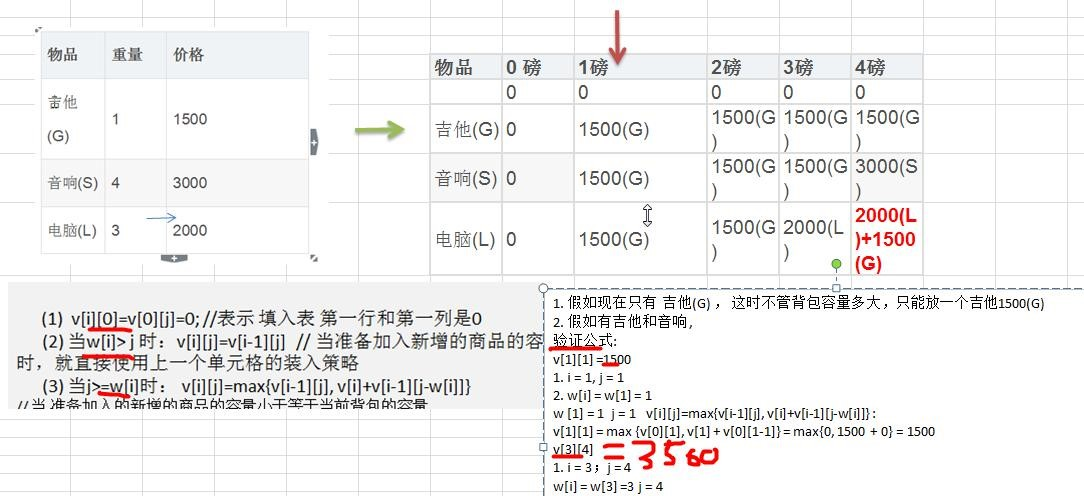 物品 重量 价格
吉他
(G) 1 1500
音响(S) 4 3000
电脑(L) 3 2000
物品 0 磅 1磅 2磅 3磅 4磅
0 0 0 0 0
吉他(G) 0 1500(G) 1500(G) 1500(G) 1500(G)
音响(S) 0 1500(G) 1500(G) 1500(G) 3000(S)
电脑(L) 0 1500(G) 1500(G) 2000(L) 2000(L)+1500(G)
(1) v[i][0]=v[0][j]=0; //表示 填入表 第一行和第一列是0
(2) 当w[i]> j 时：v[i][j]=v[i-1][j] // 当准备加入新增的商品的容
时，就直接使用上一个单元格的装入策略
(3) 当j>=w[i]时： v[i][j]=max{v[i-1][j], v[i]+v[i-1][j-w[i]]}
//当 准备加入的新增的商品的容量小于等于当前背包的容量
1. 假如现在只有 吉他(G) ，这时不管背包容量多大，只能放一个吉他1500(G)
2. 假如有吉他和音响,
验证公式:
v[1][1] =1500
1. i = 1, j = 1
2. w[i] = w[1] = 1
w [1] = 1 j = 1 v[i][j]=max{v[i-1][j], v[i]+v[i-1][j-w[i]]} :
v[1][1] = max {v[0][1], v[1] + v[0][1-1]} = max{0, 1500 + 0} = 1500
v[3][4] = 3500
1. i = 3；j = 4
w[i] = w[3] =3 j = 4